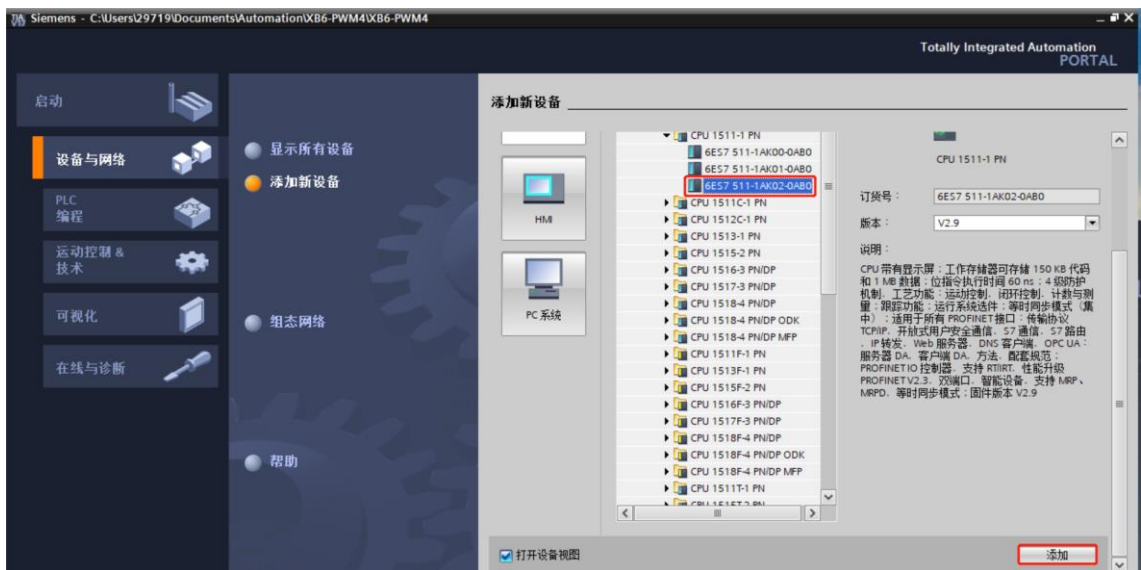 Siemens - C:\Users\29719\Documents\Automation\XB6-PWM4\XB6-PWM4
Totally Integrated Automation
PORTAL
启动
设备与网络
PLC
编程
运动控制 &
技术
可视化
在线与诊断
显示所有设备
添加新设备
组态网络
帮助
添加新设备
HMI
PC 系统
CPU 1511-1 PN
6ES7 511-1AK00-0AB0
6ES7 511-1AK01-0AB0
6ES7 511-1AK02-0AB0
CPU 1511C-1 PN
CPU 1512C-1 PN
CPU 1513-1 PN
CPU 1515-2 PN
CPU 1516-3 PN/DP
CPU 1517-3 PN/DP
CPU 1518-4 PN/DP
CPU 1518-4 PN/DP ODK
CPU 1518-4 PN/DP MFP
CPU 1511F-1 PN
CPU 1513F-1 PN
CPU 1515F-2 PN
CPU 1516F-3 PN/DP
CPU 1517F-3 PN/DP
CPU 1518F-4 PN/DP
CPU 1518F-4 PN/DP ODK
CPU 1518F-4 PN/DP MFP
CPU 1511T-1 PN
CPU 1515T-2 PN
CPU 1511-1 PN
订货号：
6ES7 511-1AK02-0AB0
版本：
V2.9
说明：
CPU 带有显示屏；工作存储器可存储 150 KB 代码
和 1 MB 数据；位指令执行时间 60 ns；4 级防护
机制、工艺功能：运动控制、闭环控制、计数与测
量；跟踪功能；运行系统选件；等时同步模式（集
中）；适用于所有 PROFINET 接口：传输协议
TCP/IP、开放式用户安全通信、S7 通信、S7 路由
、IP 转发、Web 服务器、DNS 客户端、OPC UA：
服务器 DA、客户端 DA、方法、配套规范；
PROFINET IO 控制器、支持 RT/IRT、性能升级
PROFINET V2.3、双端口、智能设备、支持 MRP、
MRPD、等时同步模式；固件版本 V2.9
打开设备视图
添加